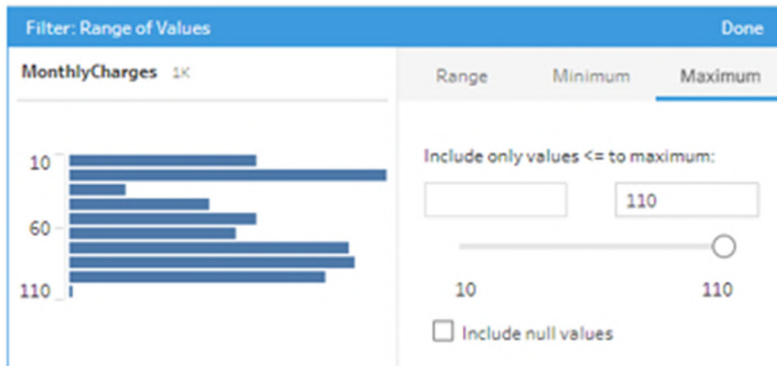 Filter: Range of Values Done
MonthlyCharges 1K
10
60
110
Range Minimum Maximum
Include only values <= to maximum:
110
10 110
Include null values